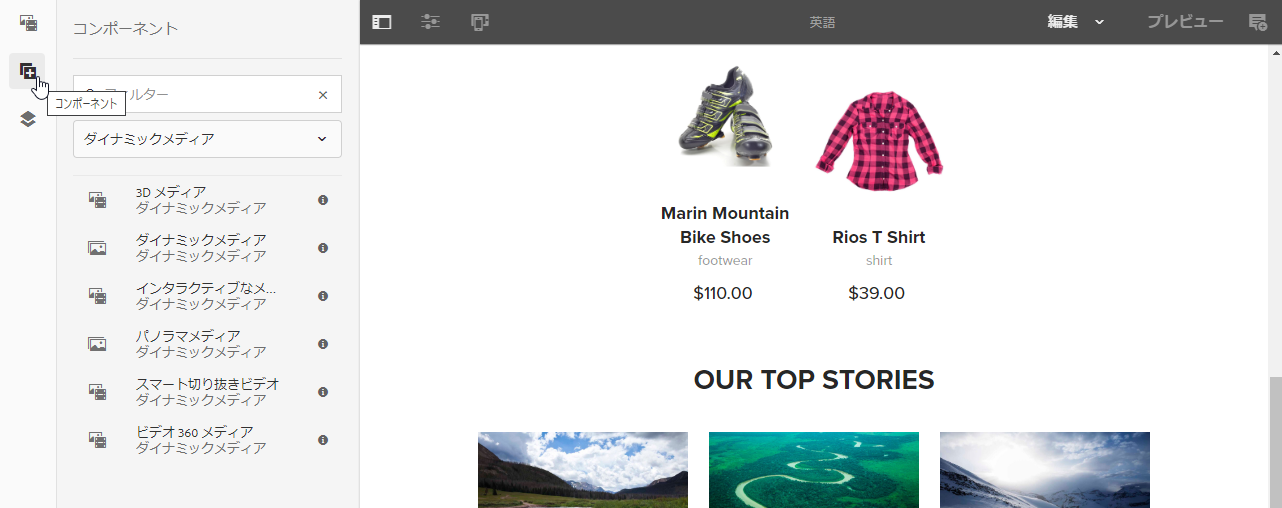 コンポーネント
コンポーネント
ダイナミックメディア
3D メディア
ダイナミックメディア
ダイナミックメディア
ダイナミックメディア
インタラクティブなメ...
ダイナミックメディア
パノラマメディア
ダイナミックメディア
スマート切り抜きビデオ
ダイナミックメディア
ビデオ 360 メディア
ダイナミックメディア
英語
編集
プレビュー
Marin Mountain
Bike Shoes
footwear
$110.00
Rios T Shirt
shirt
$39.00
OUR TOP STORIES